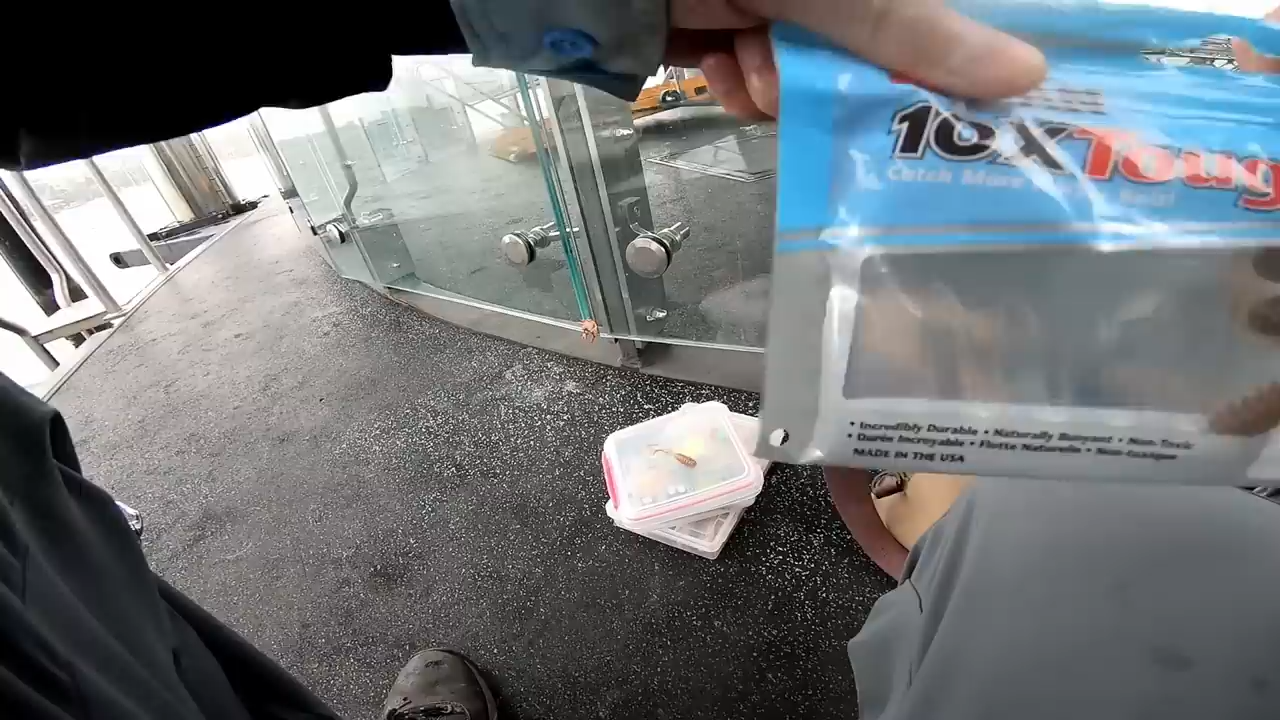 10X Toug
Catch More
• Incredibly Durable • Naturally Buoyant • Non-Toxic
• Durée Incroyable • Flotte Naturelle • Non-toxique
MADE IN THE USA